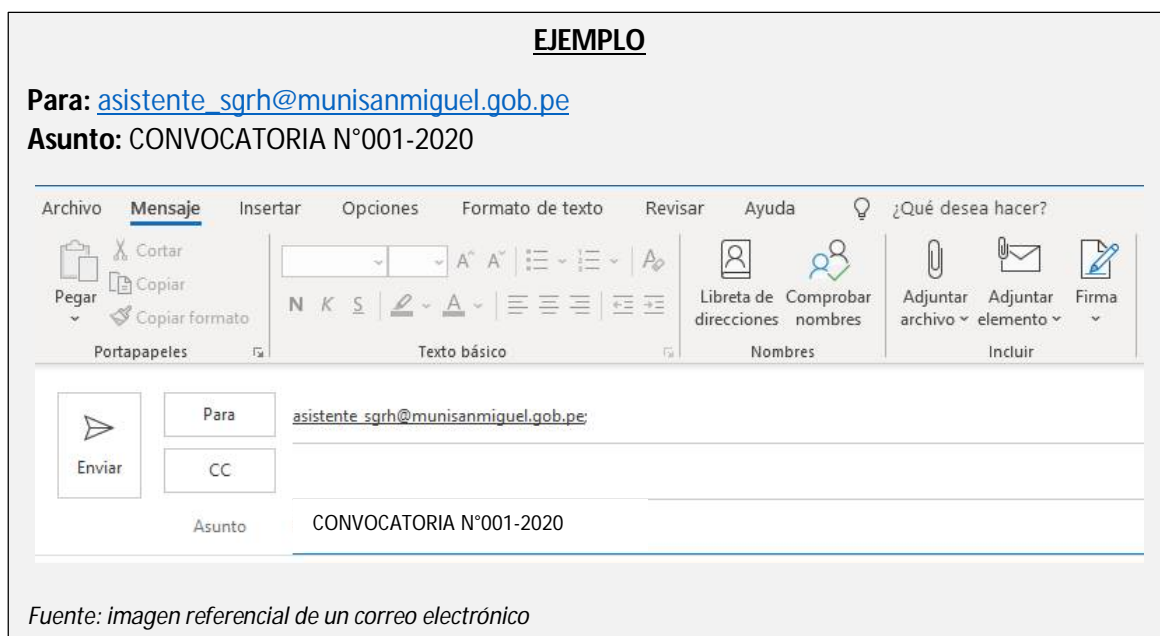 EJEMPLO
Para: asistente_sgrh@munisanmiguel.gob.pe
Asunto: CONVOCATORIA N°001-2020
Archivo Mensaje Insertar Opciones Formato de texto Revisar Ayuda ¿Qué desea hacer?
Pegar
Cortar
Copiar
Copiar formato
Portapapeles
N K S A
Texto básico
Libreta de direcciones
Comprobar nombres
Nombres
Adjuntar archivo
Adjuntar elemento
Firma
Incluir
Enviar
Para asistente_sgrh@munisanmiguel.gob.pe;
CC
Asunto CONVOCATORIA N°001-2020
Fuente: imagen referencial de un correo electrónico